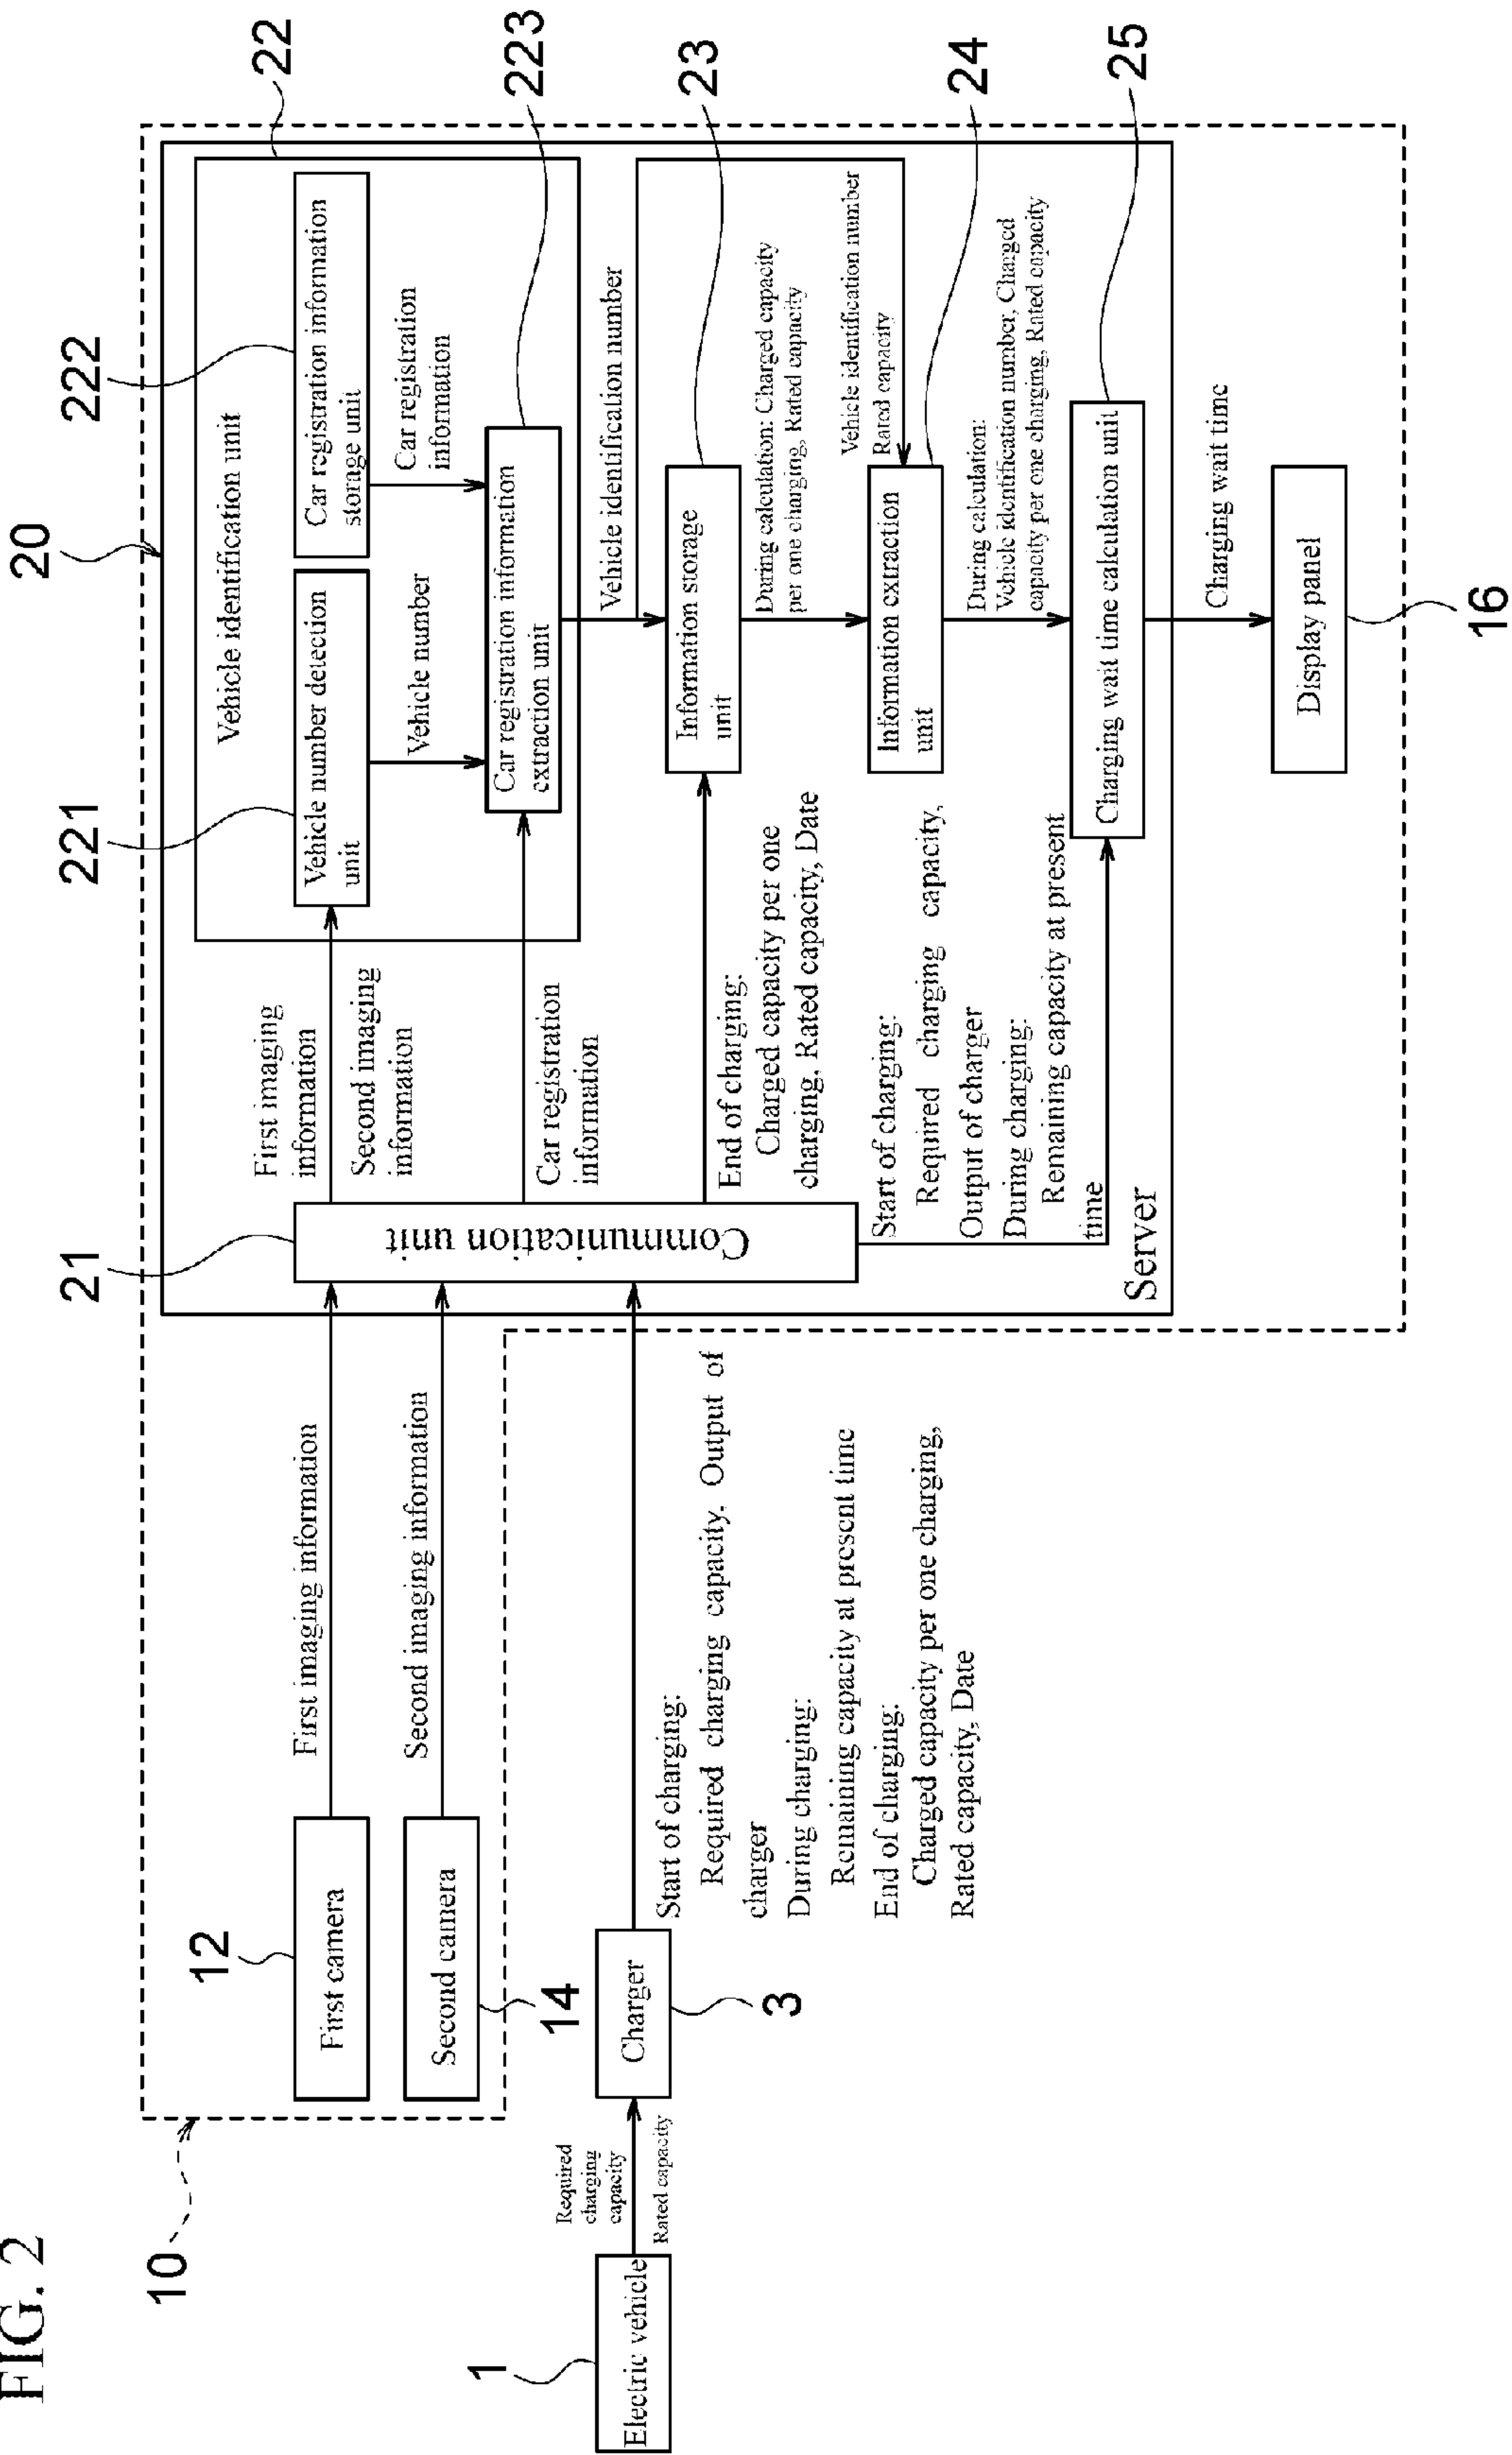 FIG. 2
10
12
First camera
Second camera
14
1
Electric vehicle
Required
charging
capacity
Rated capacity
Charger
3
First imaging information
Second imaging information
Start of charging:
Required charging capacity, Output of
charger
During charging:
Remaining capacity at present time
End of charging:
Charged capacity per one charging,
Rated capacity, Date
20
21
Communication unit
Server
First imaging
information
Second imaging
information
Car registration
information
End of charging:
Charged capacity per one
charging, Rated capacity, Date
Start of charging:
Required charging capacity,
Output of charger
During charging:
Remaining capacity at present
time
22
Vehicle identification unit
221
Vehicle number detection
unit
222
Car registration information
storage unit
Vehicle number
Car registration
information
223
Car registration information
extraction unit
Vehicle identification number
23
Information storage
unit
During calculation: Charged capacity
per one charging, Rated capacity
Vehicle identification number
Rated capacity
24
Information extraction
unit
During calculation:
Vehicle identification number, Charged
capacity per one charging, Rated capacity
25
Charging wait time calculation unit
Charging wait time
Display panel
16